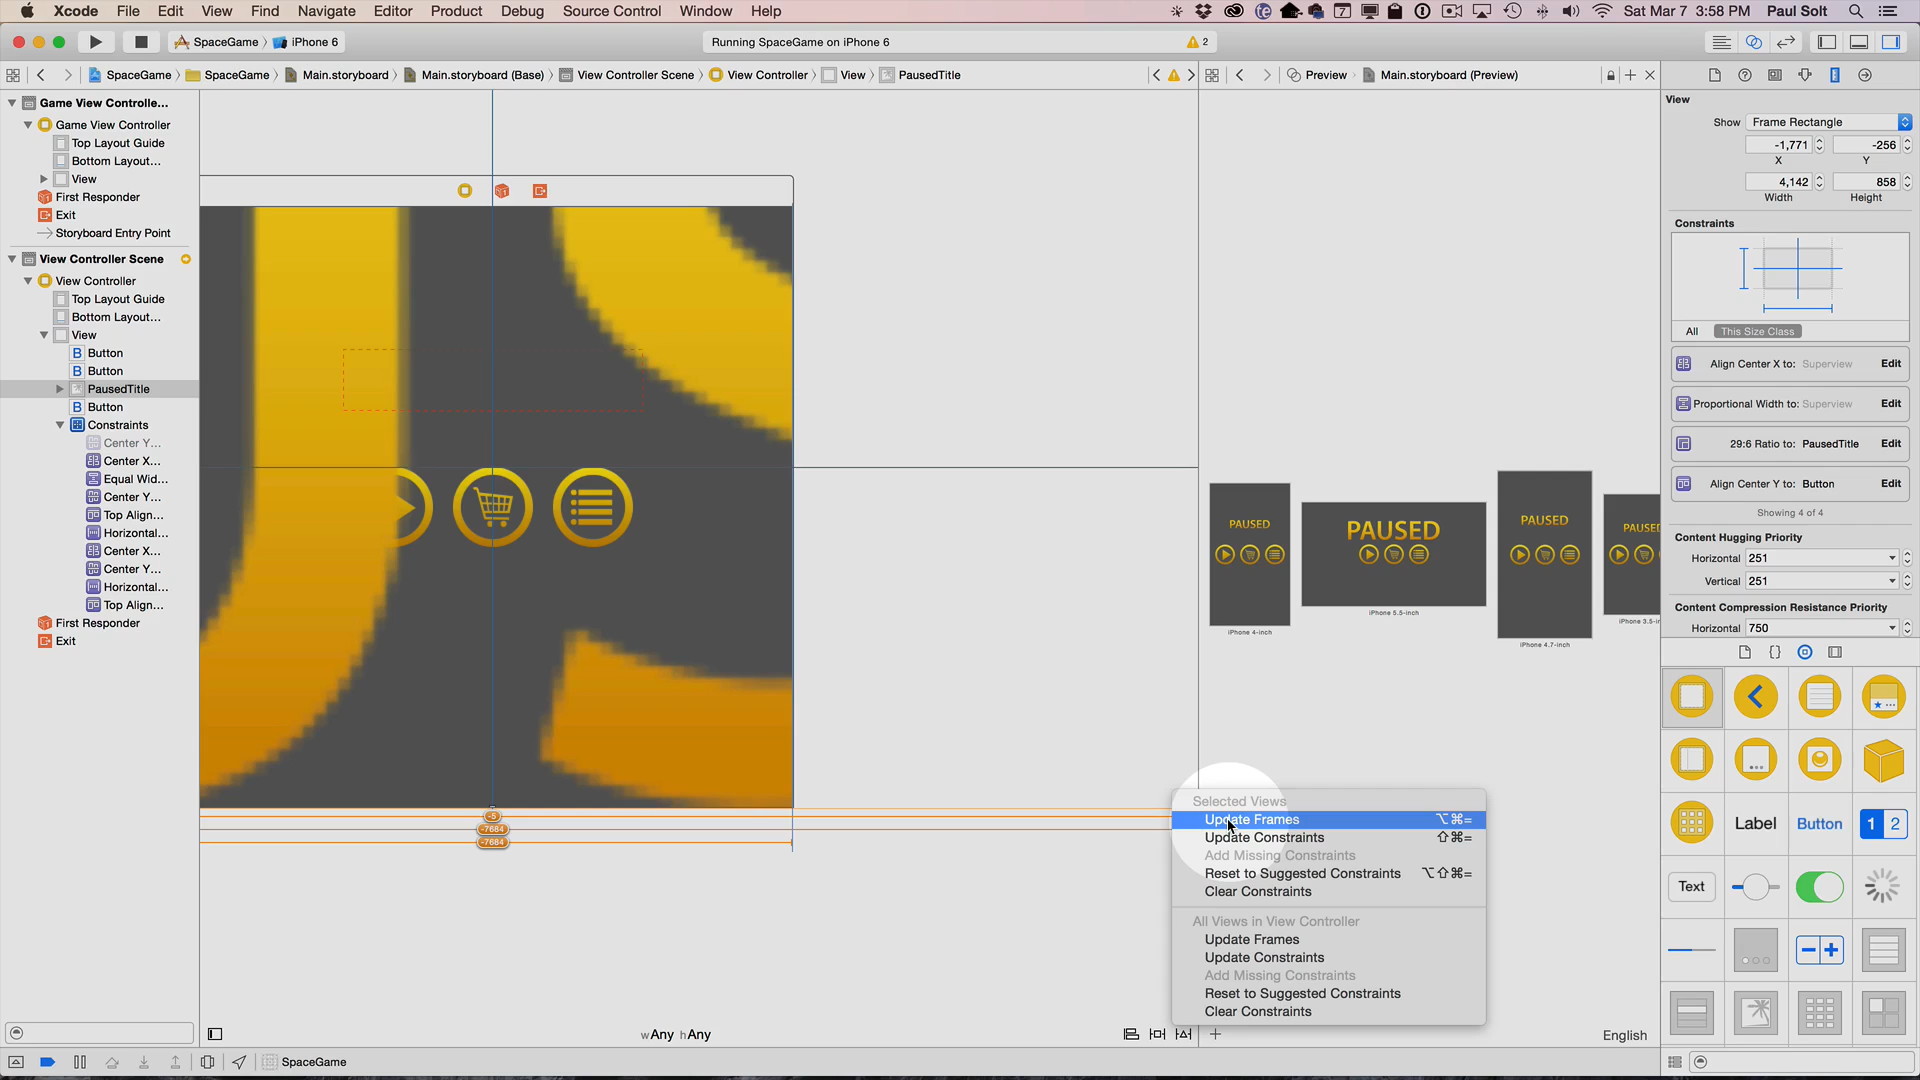 Xcode File Edit View Find Navigate Editor Product Debug Source Control Window Help
7 Sat Mar 7 3:58 PM Paul Solt
SpaceGame iPhone 6
Running SpaceGame on iPhone 6
2
SpaceGame SpaceGame Main.storyboard Main.storyboard (Base) View Controller Scene View Controller View PausedTitle
Preview Main.storyboard (Preview)
Game View Controlle...
Game View Controller
Top Layout Guide
Bottom Layout...
View
First Responder
Exit
Storyboard Entry Point
View Controller Scene
View Controller
Top Layout Guide
Bottom Layout...
View
B Button
B Button
PausedTitle
B Button
Constraints
Center Y...
Center X...
Equal Wid...
Center Y...
Top Align...
Horizontal...
Center X...
Center Y...
Horizontal...
Top Align...
First Responder
Exit
-5
-7684
-7684
PAUSED
iPhone 4-inch
PAUSED
iPhone 5.5-inch
PAUSED
iPhone 4.7-inch
PAUSED
iPhone 3.5-in
Selected Views
Update Frames ⌥⌘=
Update Constraints ⇧⌘=
Add Missing Constraints
Reset to Suggested Constraints ⌥⇧⌘=
Clear Constraints
All Views in View Controller
Update Frames
Update Constraints
Add Missing Constraints
Reset to Suggested Constraints
Clear Constraints
wAny hAny
English
SpaceGame
View
Show Frame Rectangle
-1,771 -256
X Y
4,142 858
Width Height
Constraints
All This Size Class
Align Center X to: Superview Edit
Proportional Width to: Superview Edit
29:6 Ratio to: PausedTitle Edit
Align Center Y to: Button Edit
Showing 4 of 4
Content Hugging Priority
Horizontal 251
Vertical 251
Content Compression Resistance Priority
Horizontal 750
Label Button 1 2
Text